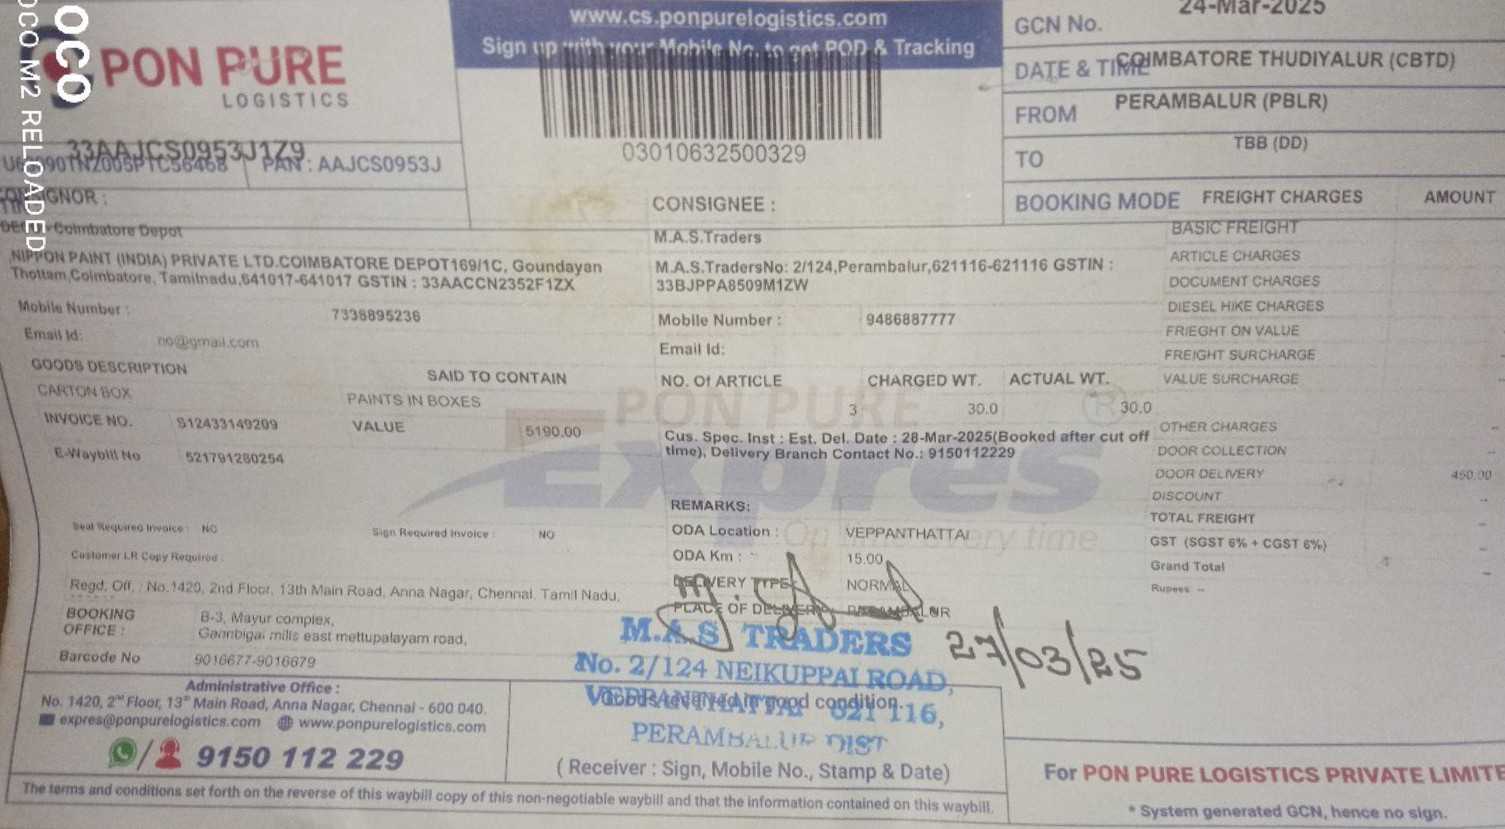 POCO
POCO M2 RELOADED
PON PURE
LOGISTICS
www.cs.ponpurelogistics.com
Sign up with your Mobile No. to get POD & Tracking
03010632500329
33AAJCS0953J1Z9
PAN : AAJCS0953J
GCN No.
24-Mar-2025
DATE & TIME
COIMBATORE THUDIYALUR (CBTD)
FROM
PERAMBALUR (PBLR)
TO
TBB (DD)
BOOKING MODE
FREIGHT CHARGES AMOUNT
CONSIGNOR :
Coimbatore Depot
NIPPON PAINT (INDIA) PRIVATE LTD.COIMBATORE DEPOT169/1C, Goundayan
Thottam,Coimbatore, Tamilnadu,641017-641017 GSTIN : 33AACCN2352F1ZX
Mobile Number : 7338895236
Email Id: no@gmail.com
CONSIGNEE :
M.A.S.Traders
M.A.S.TradersNo: 2/124,Perambalur,621116-621116 GSTIN :
33BJPPA8509M1ZW
Mobile Number : 9486887777
Email Id:
GOODS DESCRIPTION SAID TO CONTAIN
CARTON BOX PAINTS IN BOXES
INVOICE NO. S12433149209 VALUE 5190.00
E-Waybill No 521791280254
NO. Of ARTICLE CHARGED WT. ACTUAL WT.
3 30.0 30.0
PON PURE
Expres
On time every time
Cus. Spec. Inst : Est. Del. Date : 28-Mar-2025(Booked after cut off
time), Delivery Branch Contact No.: 9150112229
REMARKS:
ODA Location : VEPPANTHATTAI
ODA Km : 15.00
DELIVERY TYPE NORMAL
PLACE OF DELIVERY PERAMBALUR
BASIC FREIGHT
ARTICLE CHARGES
DOCUMENT CHARGES
DIESEL HIKE CHARGES
FRIEGHT ON VALUE
FREIGHT SURCHARGE
VALUE SURCHARGE
OTHER CHARGES --
DOOR COLLECTION --
DOOR DELIVERY 450.00
DISCOUNT --
TOTAL FREIGHT
GST (SGST 6% + CGST 6%)
Grand Total
Rupees --
Seal Required Invoice : NO Sign Required Invoice : NO
Customer LR Copy Required :
Regd. Off, : No.1420, 2nd Floor, 13th Main Road, Anna Nagar, Chennai. Tamil Nadu,
BOOKING
OFFICE :
B-3, Mayur complex,
Gaanbigai mills east mettupalayam road,
Barcode No 9016677-9016679
27/03/25
M.A.S TRADERS
No. 2/124 NEIKUPPAI ROAD,
VEPPANTHATTAI 621 116,
PERAMBALUR DIST
in good condition.
( Receiver : Sign, Mobile No., Stamp & Date)
Administrative Office :
No. 1420, 2nd Floor, 13th Main Road, Anna Nagar, Chennai - 600 040.
expres@ponpurelogistics.com www.ponpurelogistics.com
9150 112 229
For PON PURE LOGISTICS PRIVATE LIMITE
* System generated GCN, hence no sign.
The terms and conditions set forth on the reverse of this waybill copy of this non-negotiable waybill and that the information contained on this waybill.